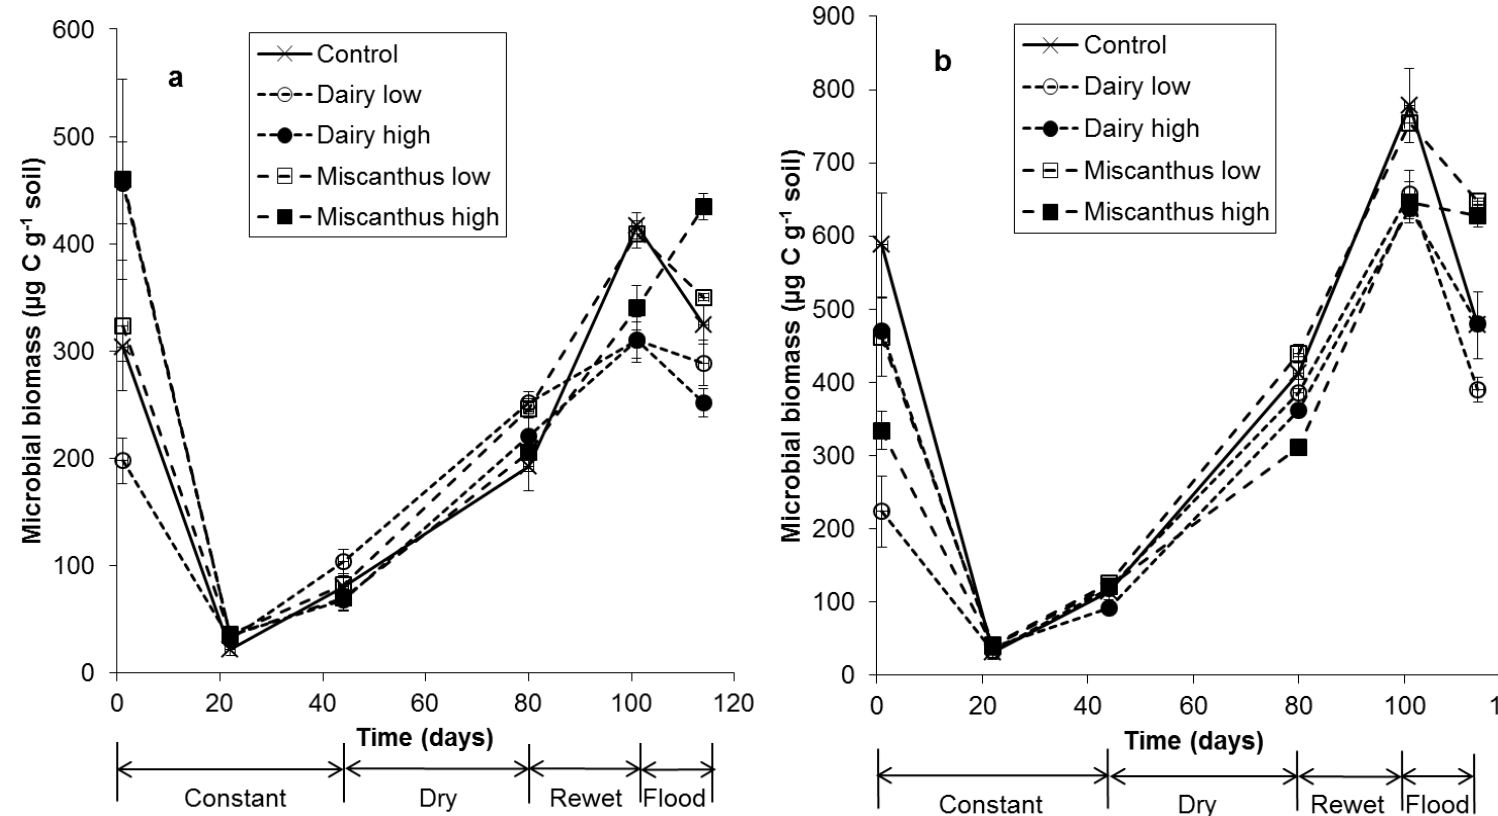 a
Control
Dairy low
Dairy high
Miscanthus low
Miscanthus high
600
500
400
300
200
100
0
Microbial biomass (µg C g⁻¹ soil)
0 20 40 60 80 100 120
Time (days)
Constant Dry Rewet Flood
b
Control
Dairy low
Dairy high
Miscanthus low
Miscanthus high
900
800
700
600
500
400
300
200
100
0
Microbial biomass (µg C g⁻¹ soil)
0 20 40 60 80 100 1
Time (days)
Constant Dry Rewet Flood